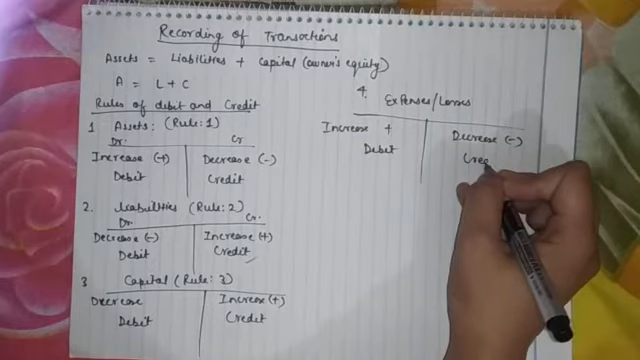 Recording of Transactions
Assets = Liabilities + Capital (owner's equity)
A = L + C
Rules of debit and Credit
1 Assets: (Rule:1)
Dr. Cr
Increase (+) Decrease (-)
Debit Credit
2. Liabilities (Rule:2)
Dr. Cr.
Decrease (-) Increase (+)
Debit Credit
3 Capital (Rule: 3)
Decrease Increase (+)
Debit Credit
4. Expenses/Losses
Increase + Decrease (-)
Debit Cre